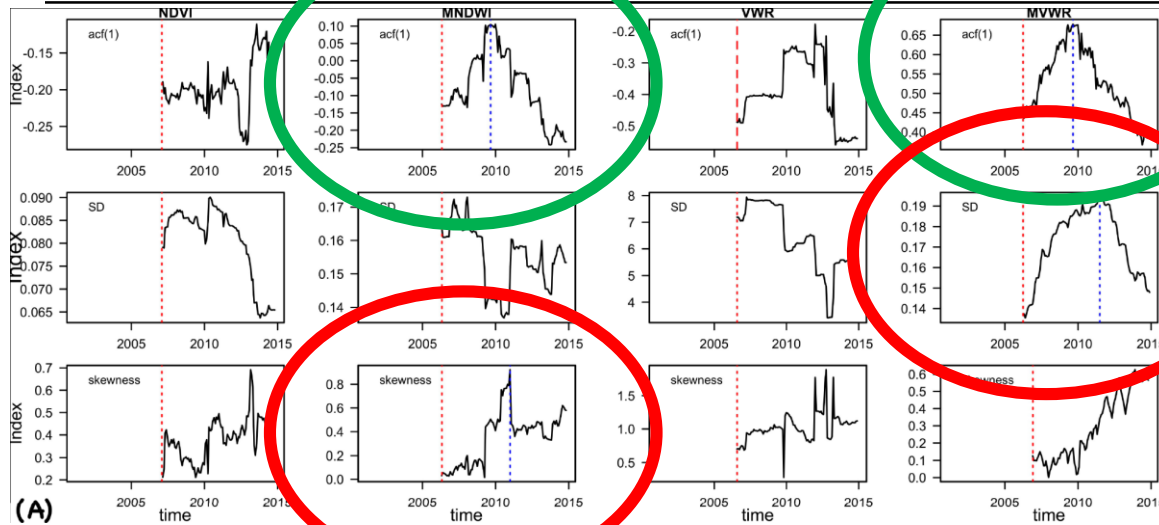 NDVI MNDWI VWR MVWR
Index
acf(1) acf(1) acf(1) acf(1)
-0.15 -0.20 -0.25
0.10 0.05 0.00 -0.05 -0.10 -0.15 -0.20 -0.25
-0.2 -0.3 -0.4 -0.5
0.65 0.60 0.55 0.50 0.45 0.40
2005 2010 2015 2005 2010 2015 2005 2010 2015 2005 2010 2015
Index
SD SD SD SD
0.090 0.085 0.080 0.075 0.070 0.065
0.17 0.16 0.15 0.14
8 7 6 5 4
0.19 0.18 0.17 0.16 0.15 0.14
2005 2010 2015 2005 2010 2015 2005 2010 2015 2005 2010 2015
Index
skewness skewness skewness
0.7 0.6 0.5 0.4 0.3 0.2
0.8 0.6 0.4 0.2 0.0
1.5 1.0 0.5
0.6 0.5 0.4 0.3 0.2 0.1 0.0
2005 2010 2015 2005 2010 2015 2005 2010 2015 2005 2010 2015
(A) time time time time